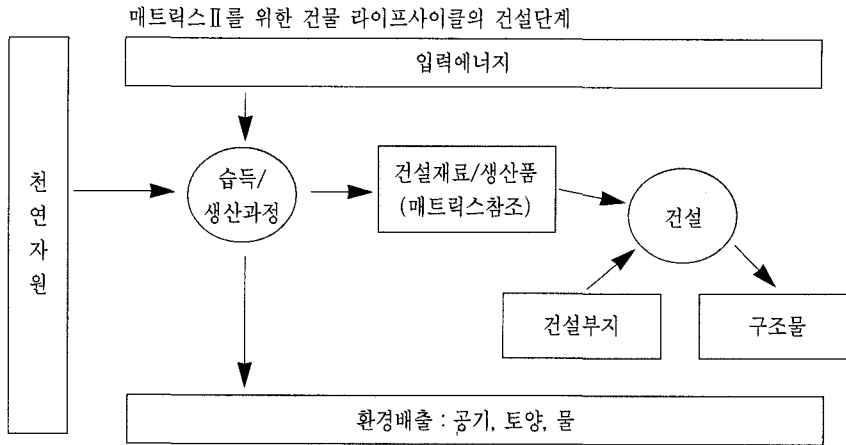 매트릭스Ⅱ를 위한 건물 라이프사이클의 건설단계
입력에너지
천
연
자
원
습득/
생산과정
건설재료/생산품
(매트릭스참조)
건설
건설부지
구조물
환경배출 : 공기, 토양, 물